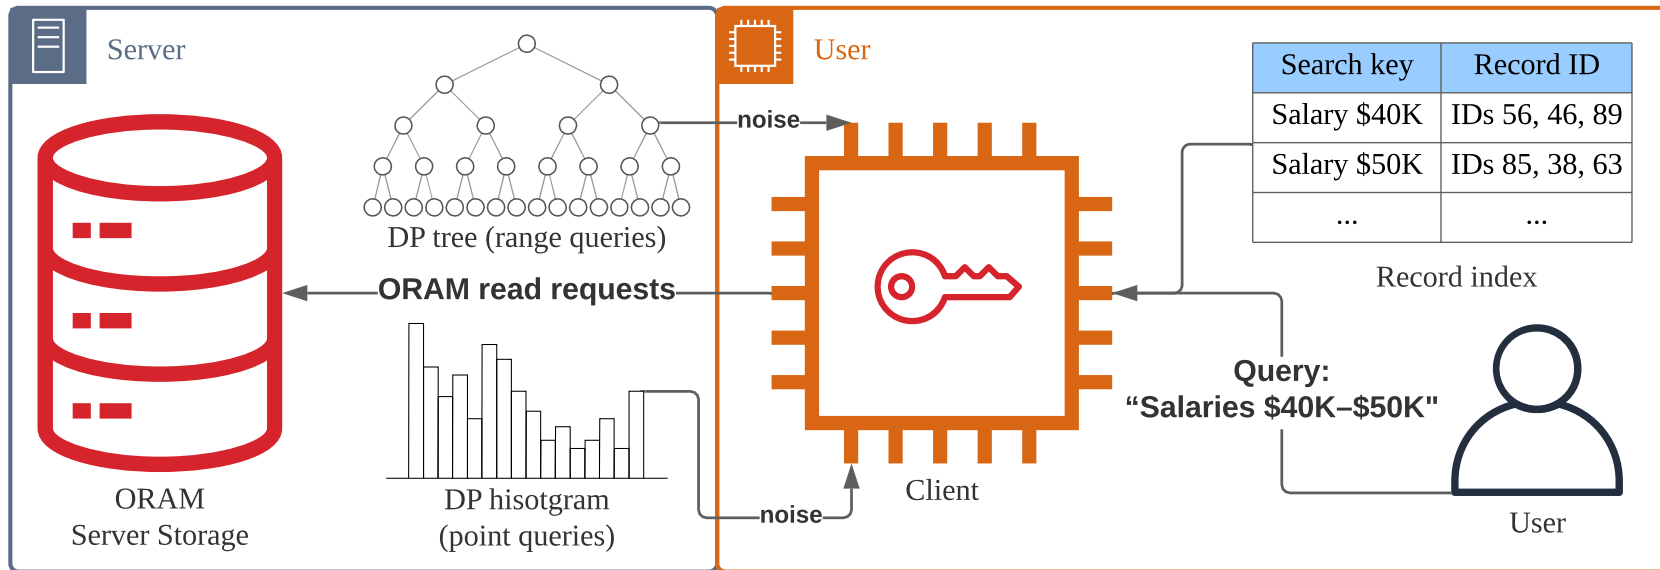 Server
User
Search key Record ID
Salary $40K IDs 56, 46, 89
Salary $50K IDs 85, 38, 63
... ...
Record index
noise
DP tree (range queries)
ORAM read requests
Query:
“Salaries $40K–$50K"
DP hisotgram
(point queries)
noise
ORAM
Server Storage
Client
User